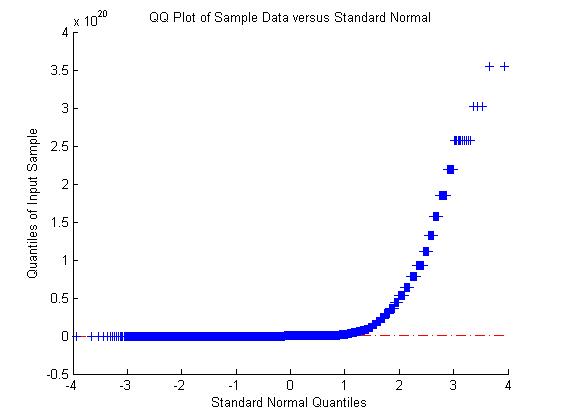 QQ Plot of Sample Data versus Standard Normal
x 10^20
4
3.5
3
2.5
2
1.5
1
0.5
0
-0.5
Quantiles of Input Sample
-4 -3 -2 -1 0 1 2 3 4
Standard Normal Quantiles